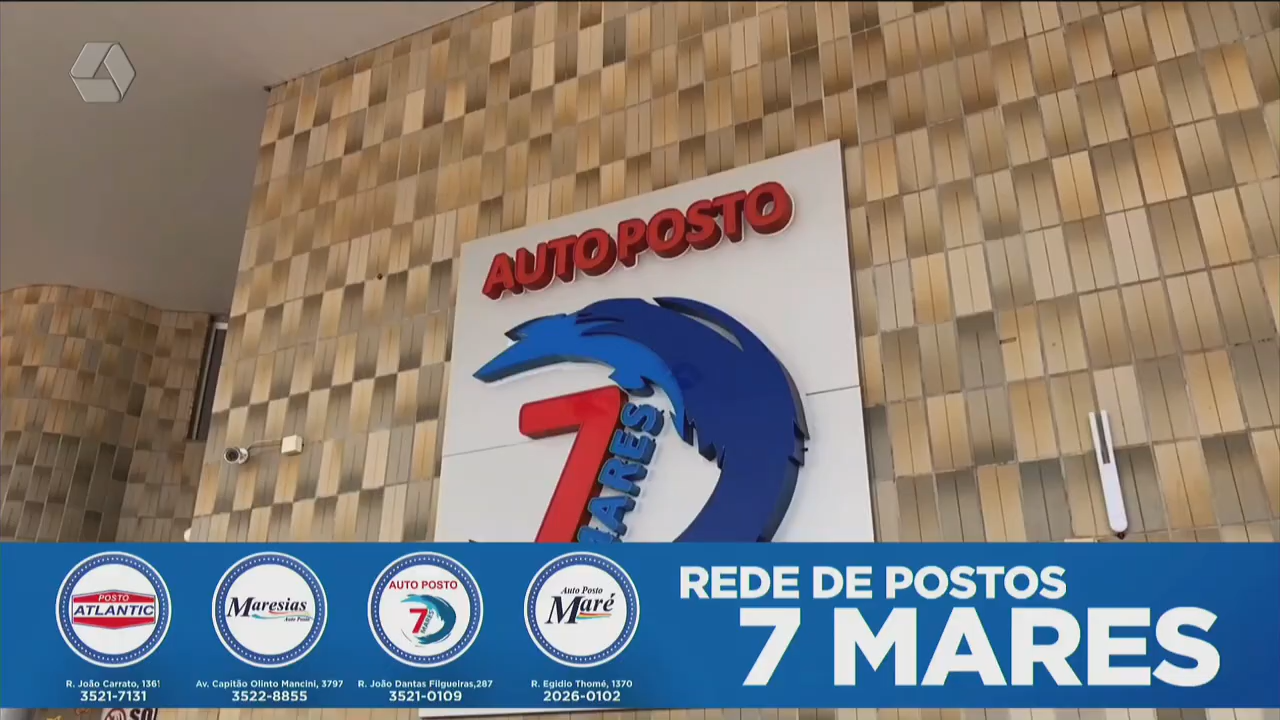 AUTO POSTO
7
MARES
POSTO
ATLANTIC
Maresias
Auto Posto
AUTO POSTO
7
MARES
Auto Posto
Maré
REDE DE POSTOS
7 MARES
R. João Carrato, 1361
3521-7131
Av. Capitão Olinto Mancini, 3797
3522-8855
R. João Dantas Filgueiras,287
3521-0109
R. Egidio Thomé, 1370
2026-0102